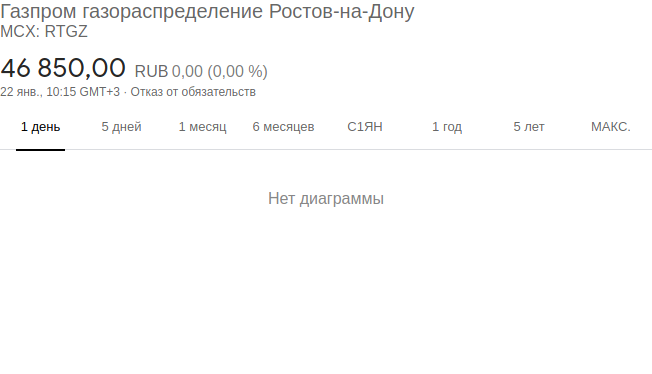 Газпром газораспределение Ростов-на-Дону
MCX: RTGZ
46 850,00 RUB 0,00 (0,00 %)
22 янв., 10:15 GMT+3 · Отказ от обязательств
1 день 5 дней 1 месяц 6 месяцев С1ЯН 1 год 5 лет МАКС.
Нет диаграммы